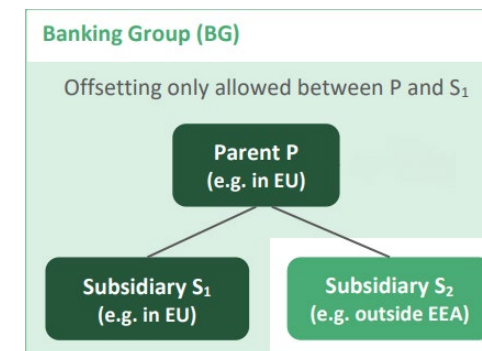 Banking Group (BG)
Offsetting only allowed between P and S₁
Parent P
(e.g. in EU)
Subsidiary S₁
(e.g. in EU)
Subsidiary S₂
(e.g. outside EEA)